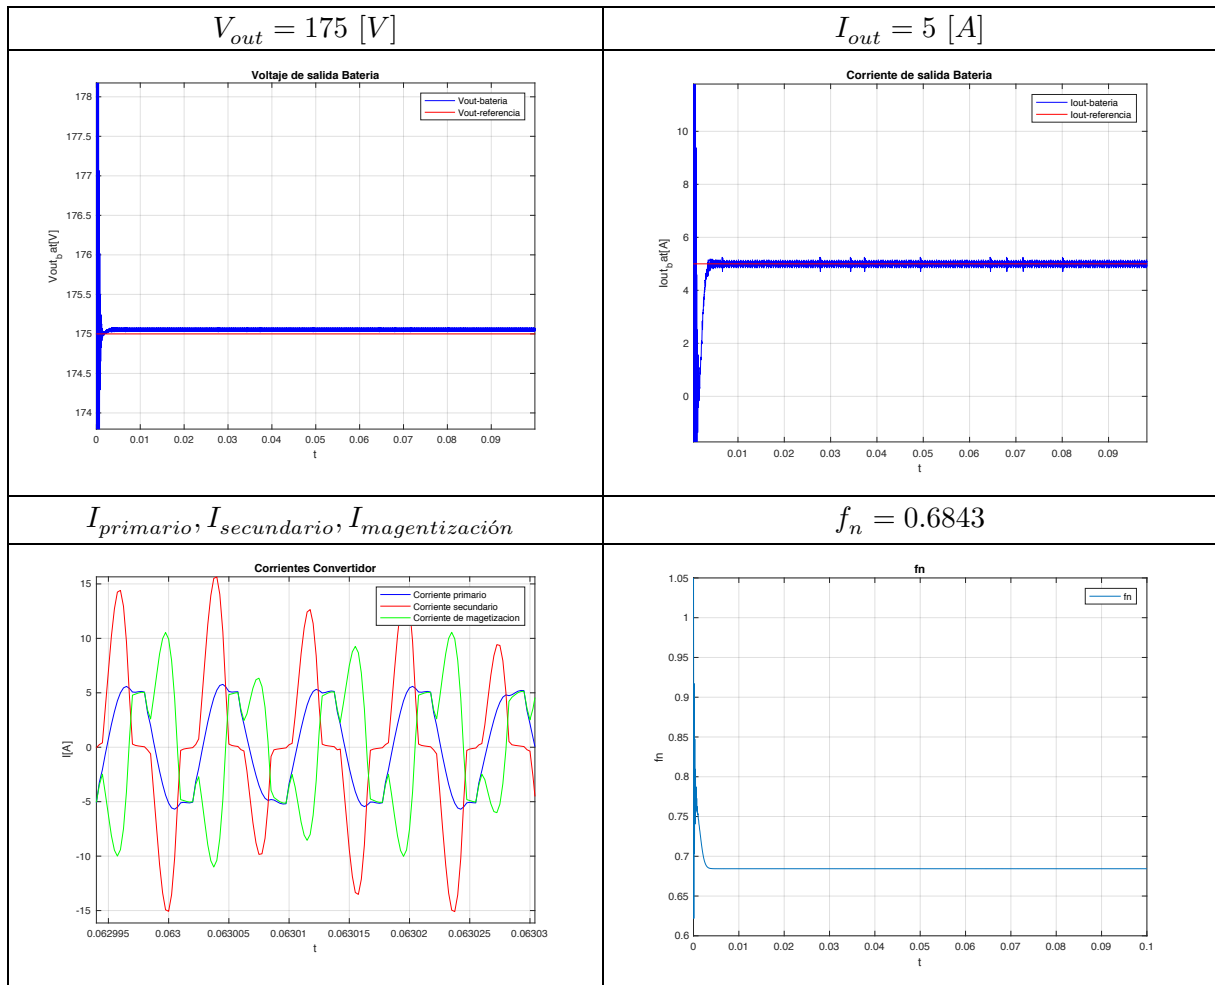 V_out = 175 [V]
I_out = 5 [A]
Voltaje de salida Bateria
Vout-bateria
Vout-referencia
178
177.5
177
176.5
176
175.5
175
174.5
174
Vout_b at[V]
0 0.01 0.02 0.03 0.04 0.05 0.06 0.07 0.08 0.09
t
Corriente de salida Bateria
Iout-bateria
Iout-referencia
10
8
6
4
2
0
Iout_b at[A]
0.01 0.02 0.03 0.04 0.05 0.06 0.07 0.08 0.09
t
I_primario, I_secundario, I_magentización
f_n = 0.6843
Corrientes Convertidor
Corriente primario
Corriente secundario
Corriente de magetizacion
15
10
5
0
-5
-10
-15
I[A]
0.062995 0.063 0.063005 0.06301 0.063015 0.06302 0.063025 0.06303
t
fn
fn
1.05
1
0.95
0.9
0.85
0.8
0.75
0.7
0.65
0.6
fn
0 0.01 0.02 0.03 0.04 0.05 0.06 0.07 0.08 0.09 0.1
t